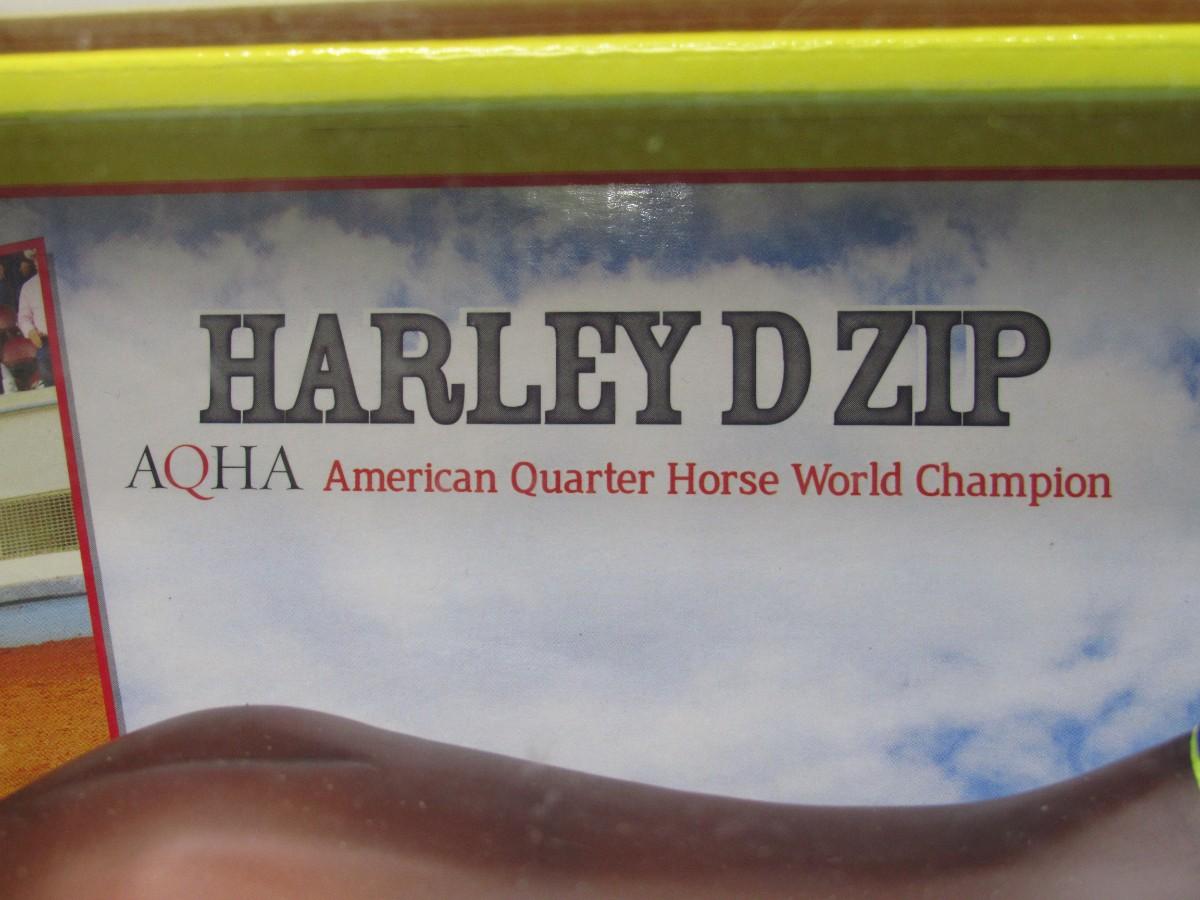 HARLEY D ZIP
AQHA American Quarter Horse World Champion